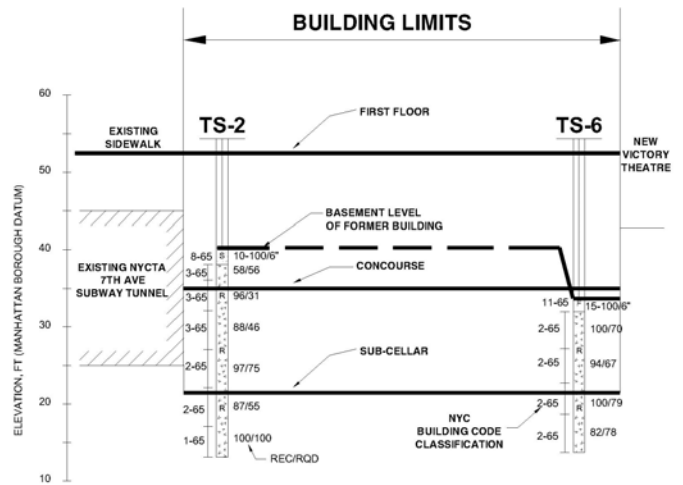 BUILDING LIMITS
60
50
40
30
20
10
ELEVATION, FT (MANHATTAN BOROUGH DATUM)
EXISTING
SIDEWALK
TS-2
FIRST FLOOR
TS-6
NEW
VICTORY
THEATRE
EXISTING NYCTA
7TH AVE
SUBWAY TUNNEL
BASEMENT LEVEL
OF FORMER BUILDING
CONCOURSE
SUB-CELLAR
NYC
BUILDING CODE
CLASSIFICATION
REC/RQD
8-65 S 10-100/6"
3-65 58/56
3-65 R 96/31
3-65 88/46
R
2-65 97/75
2-65 R 87/55
1-65 100/100
11-65 15-100/6"
2-65 100/70
R
2-65 94/67
2-65 R 100/79
2-65 82/78